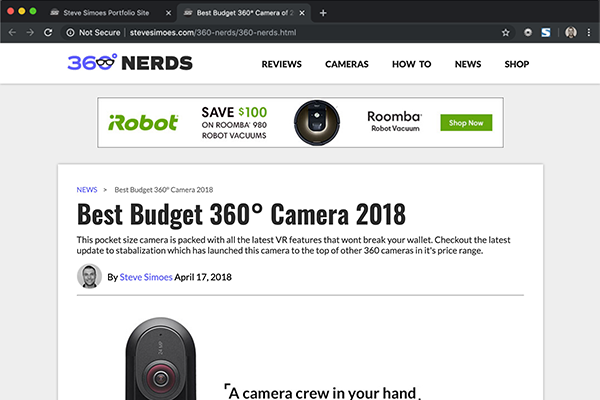 Steve Simoes Portfolio Site
Best Budget 360° Camera of 2
Not Secure | stevesimoes.com/360-nerds/360-nerds.html
360° NERDS
REVIEWS CAMERAS HOW TO NEWS SHOP
iRobot
SAVE $100
ON ROOMBA® 980
ROBOT VACUUMS
Roomba®
Robot Vacuum
Shop Now
NEWS > Best Budget 360º Camera 2018
Best Budget 360° Camera 2018
This pocket size camera is packed with all the latest VR features that wont break your wallet. Checkout the latest
update to stabalization which has launched this camera to the top of other 360 cameras in it's price range.
By Steve Simoes April 17, 2018
24 MP
A camera crew in your hand